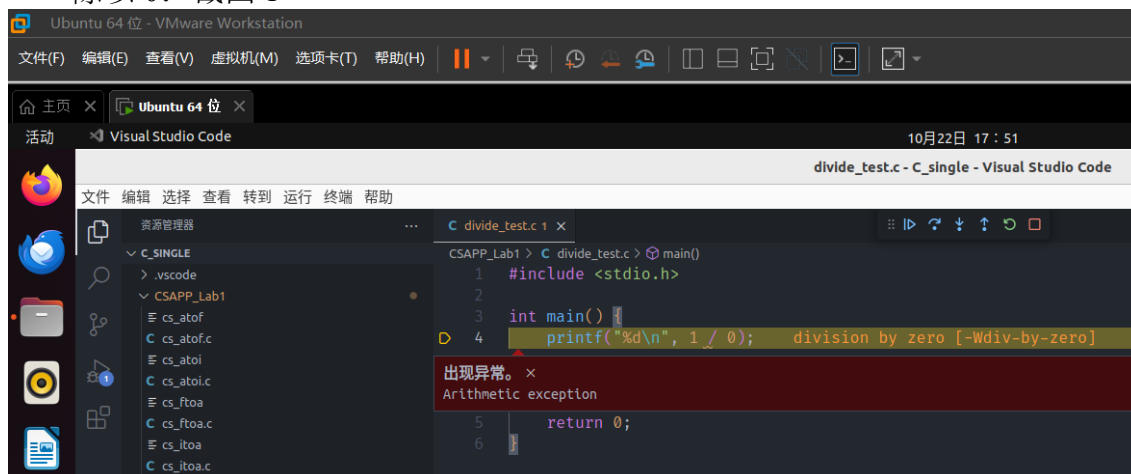 Ubuntu 64 位 - VMware Workstation
文件(F) 编辑(E) 查看(V) 虚拟机(M) 选项卡(T) 帮助(H)
主页 Ubuntu 64 位
活动 Visual Studio Code 10月22日 17：51
divide_test.c - C_single - Visual Studio Code
文件 编辑 选择 查看 转到 运行 终端 帮助
资源管理器 ··· C divide_test.c 1
C_SINGLE CSAPP_Lab1 > C divide_test.c > main()
.vscode
CSAPP_Lab1
cs_atof
C cs_atof.c
cs_atoi
C cs_atoi.c
cs_ftoa
C cs_ftoa.c
cs_itoa
C cs_itoa.c
1
1 #include <stdio.h>
2
3 int main() {
4 printf("%d\n", 1 / 0); division by zero [-Wdiv-by-zero]
出现异常。
Arithmetic exception
5 return 0;
6 }